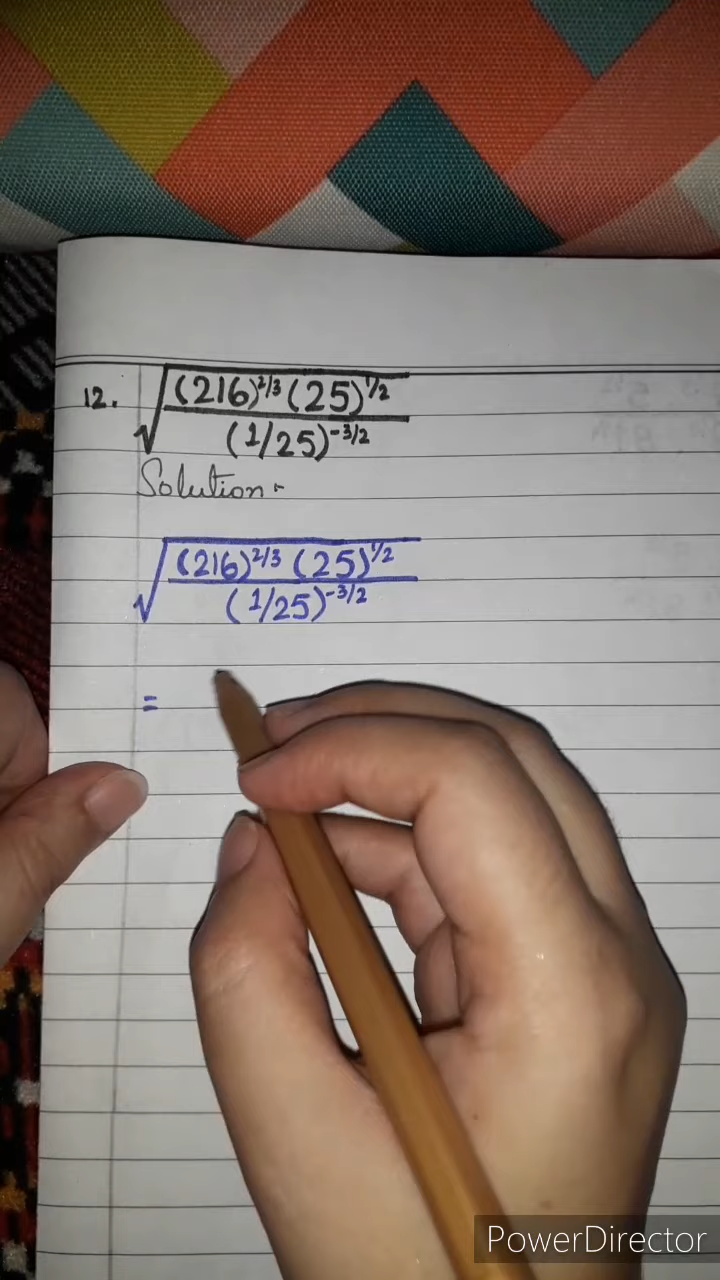 12. √((216)^2/3 (25)^1/2 / (1/25)^-3/2)
Solution:-
√((216)^2/3 (25)^1/2 / (1/25)^-3/2)
=
PowerDirector